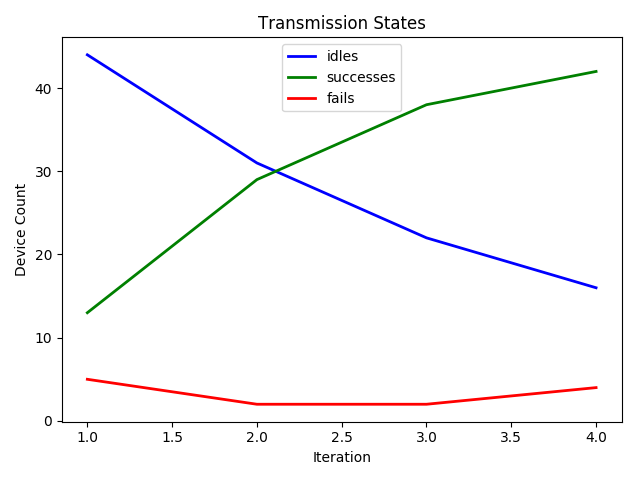 Transmission States
idles
successes
fails
Device Count
40
30
20
10
0
1.0 1.5 2.0 2.5 3.0 3.5 4.0
Iteration